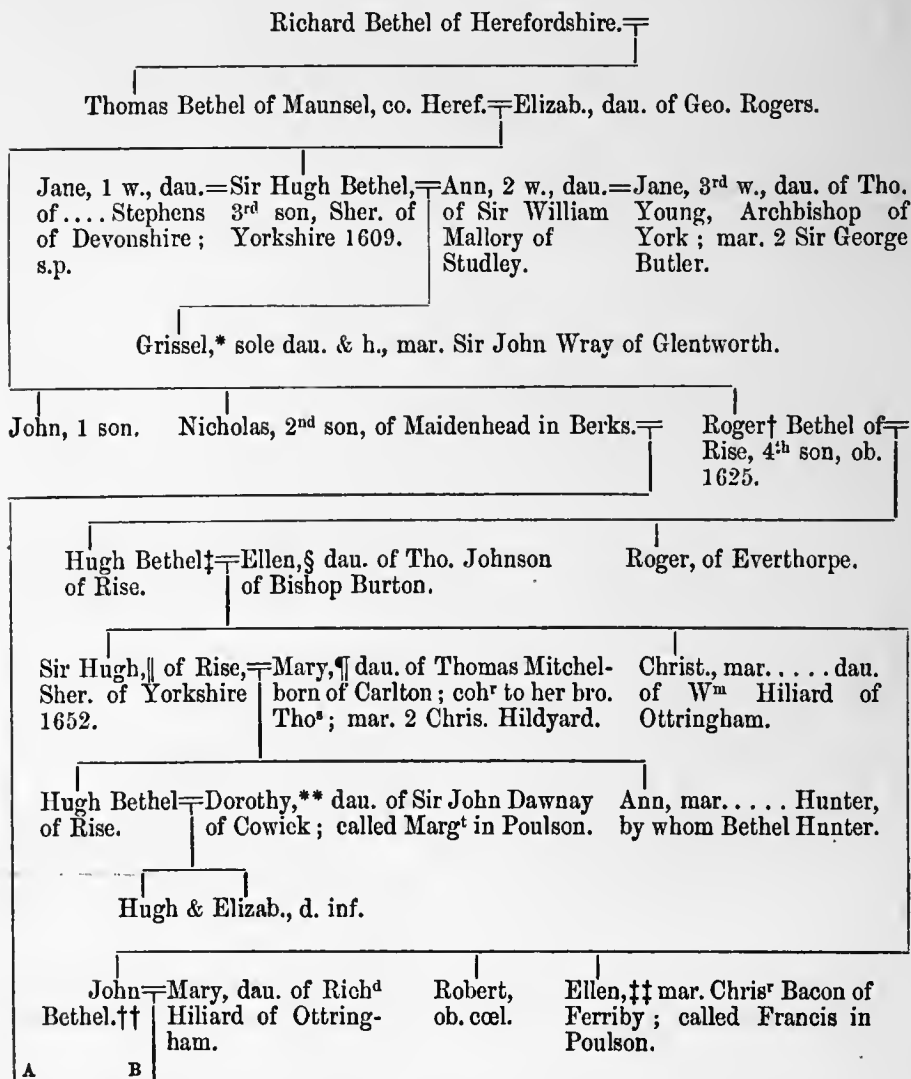 Richard Bethel of Herefordshire.
Thomas Bethel of Maunsel, co. Heref.=Elizab., dau. of Geo. Rogers.
Jane, 1 w., dau.
of .... Stephens
of Devonshire ;
s.p.
=Sir Hugh Bethel,=
3rd son, Sher. of
Yorkshire 1609.
Ann, 2 w., dau.
of Sir William
Mallory of
Studley.
=Jane, 3rd w., dau. of Tho.
Young, Archbishop of
York ; mar. 2 Sir George
Butler.
Grissel,* sole dau. & h., mar. Sir John Wray of Glentworth.
John, 1 son.
Nicholas, 2nd son, of Maidenhead in Berks.=
Roger† Bethel of=
Rise, 4th son, ob.
1625.
Hugh Bethel‡=
of Rise.
Ellen,§ dau. of Tho. Johnson
of Bishop Burton.
Roger, of Everthorpe.
Sir Hugh,‖ of Rise,=
Sher. of Yorkshire
1652.
Mary,¶ dau. of Thomas Mitchel-
born of Carlton ; cohr to her bro.
Thos ; mar. 2 Chris. Hildyard.
Christ., mar. .... dau.
of Wm Hiliard of
Ottringham.
Hugh Bethel=
of Rise.
Dorothy,** dau. of Sir John Dawnay
of Cowick ; called Margt in Poulson.
Ann, mar. .... Hunter,
by whom Bethel Hunter.
Hugh & Elizab., d. inf.
John=
Bethel.††
Mary, dau. of Richd
Hiliard of Ottring-
ham.
Robert,
ob. cœl.
Ellen,‡‡ mar. Chrisr Bacon of
Ferriby ; called Francis in
Poulson.
A B